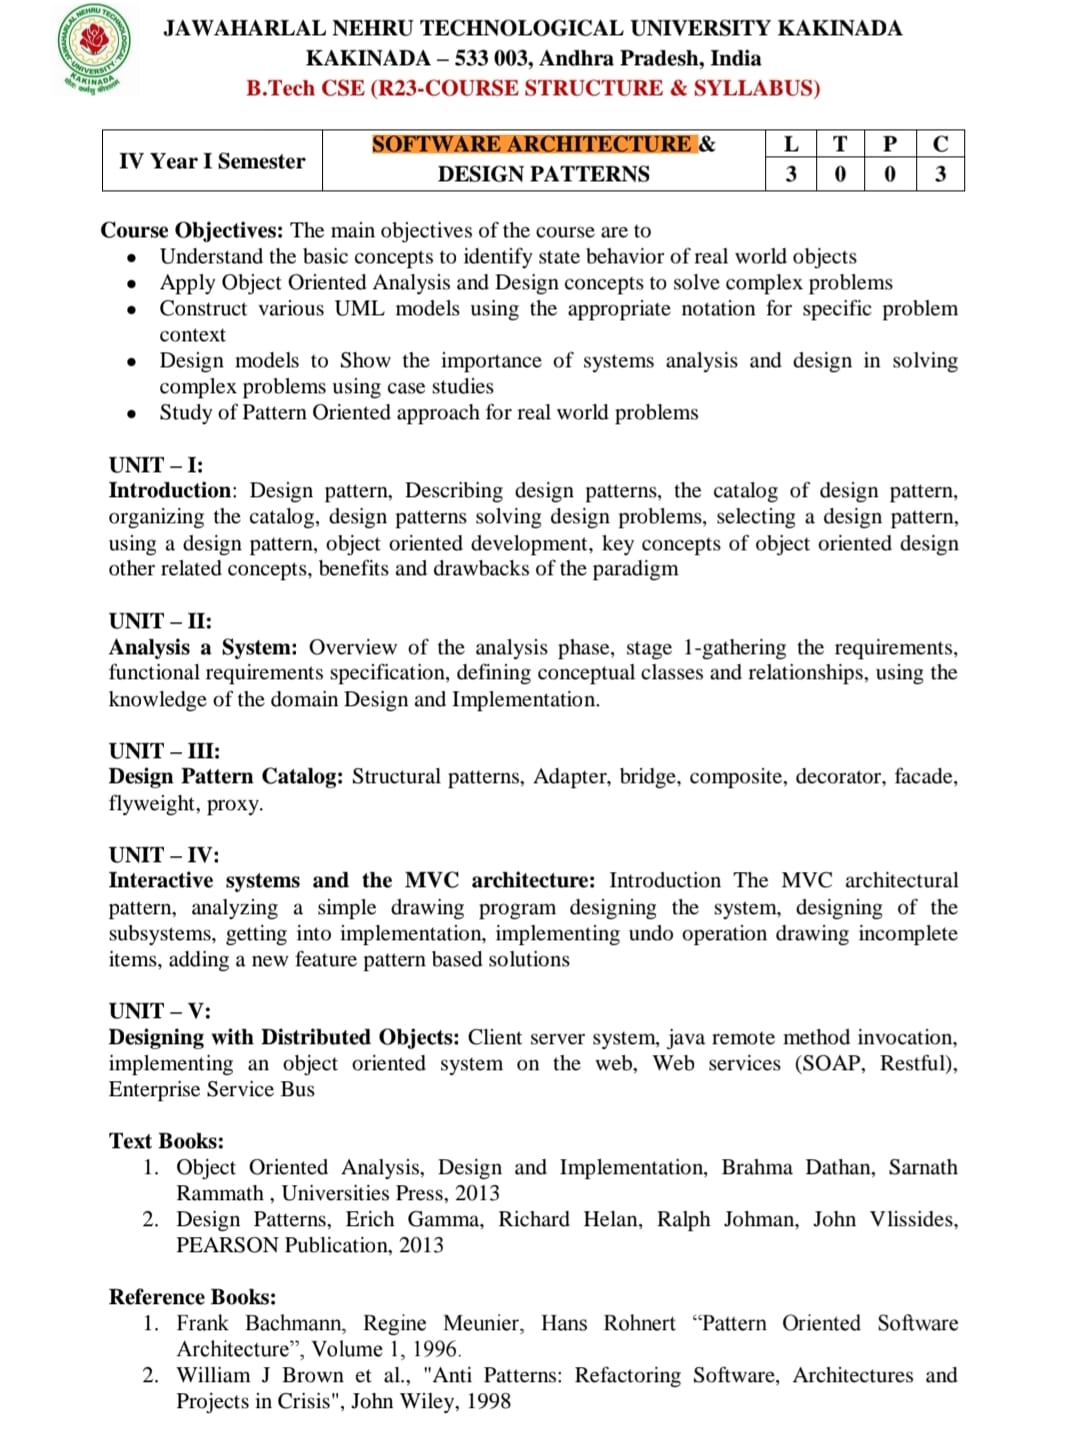 JAWAHARLAL NEHRU TECHNOLOGICAL UNIVERSITY KAKINADA
KAKINADA – 533 003, Andhra Pradesh, India
B.Tech CSE (R23-COURSE STRUCTURE & SYLLABUS)
IV Year I Semester
SOFTWARE ARCHITECTURE &
DESIGN PATTERNS
L T P C
3 0 0 3
Course Objectives: The main objectives of the course are to
● Understand the basic concepts to identify state behavior of real world objects
● Apply Object Oriented Analysis and Design concepts to solve complex problems
● Construct various UML models using the appropriate notation for specific problem
context
● Design models to Show the importance of systems analysis and design in solving
complex problems using case studies
● Study of Pattern Oriented approach for real world problems
UNIT – I:
Introduction: Design pattern, Describing design patterns, the catalog of design pattern,
organizing the catalog, design patterns solving design problems, selecting a design pattern,
using a design pattern, object oriented development, key concepts of object oriented design
other related concepts, benefits and drawbacks of the paradigm
UNIT – II:
Analysis a System: Overview of the analysis phase, stage 1-gathering the requirements,
functional requirements specification, defining conceptual classes and relationships, using the
knowledge of the domain Design and Implementation.
UNIT – III:
Design Pattern Catalog: Structural patterns, Adapter, bridge, composite, decorator, facade,
flyweight, proxy.
UNIT – IV:
Interactive systems and the MVC architecture: Introduction The MVC architectural
pattern, analyzing a simple drawing program designing the system, designing of the
subsystems, getting into implementation, implementing undo operation drawing incomplete
items, adding a new feature pattern based solutions
UNIT – V:
Designing with Distributed Objects: Client server system, java remote method invocation,
implementing an object oriented system on the web, Web services (SOAP, Restful),
Enterprise Service Bus
Text Books:
1. Object Oriented Analysis, Design and Implementation, Brahma Dathan, Sarnath
Rammath , Universities Press, 2013
2. Design Patterns, Erich Gamma, Richard Helan, Ralph Johman, John Vlissides,
PEARSON Publication, 2013
Reference Books:
1. Frank Bachmann, Regine Meunier, Hans Rohnert “Pattern Oriented Software
Architecture”, Volume 1, 1996.
2. William J Brown et al., "Anti Patterns: Refactoring Software, Architectures and
Projects in Crisis", John Wiley, 1998